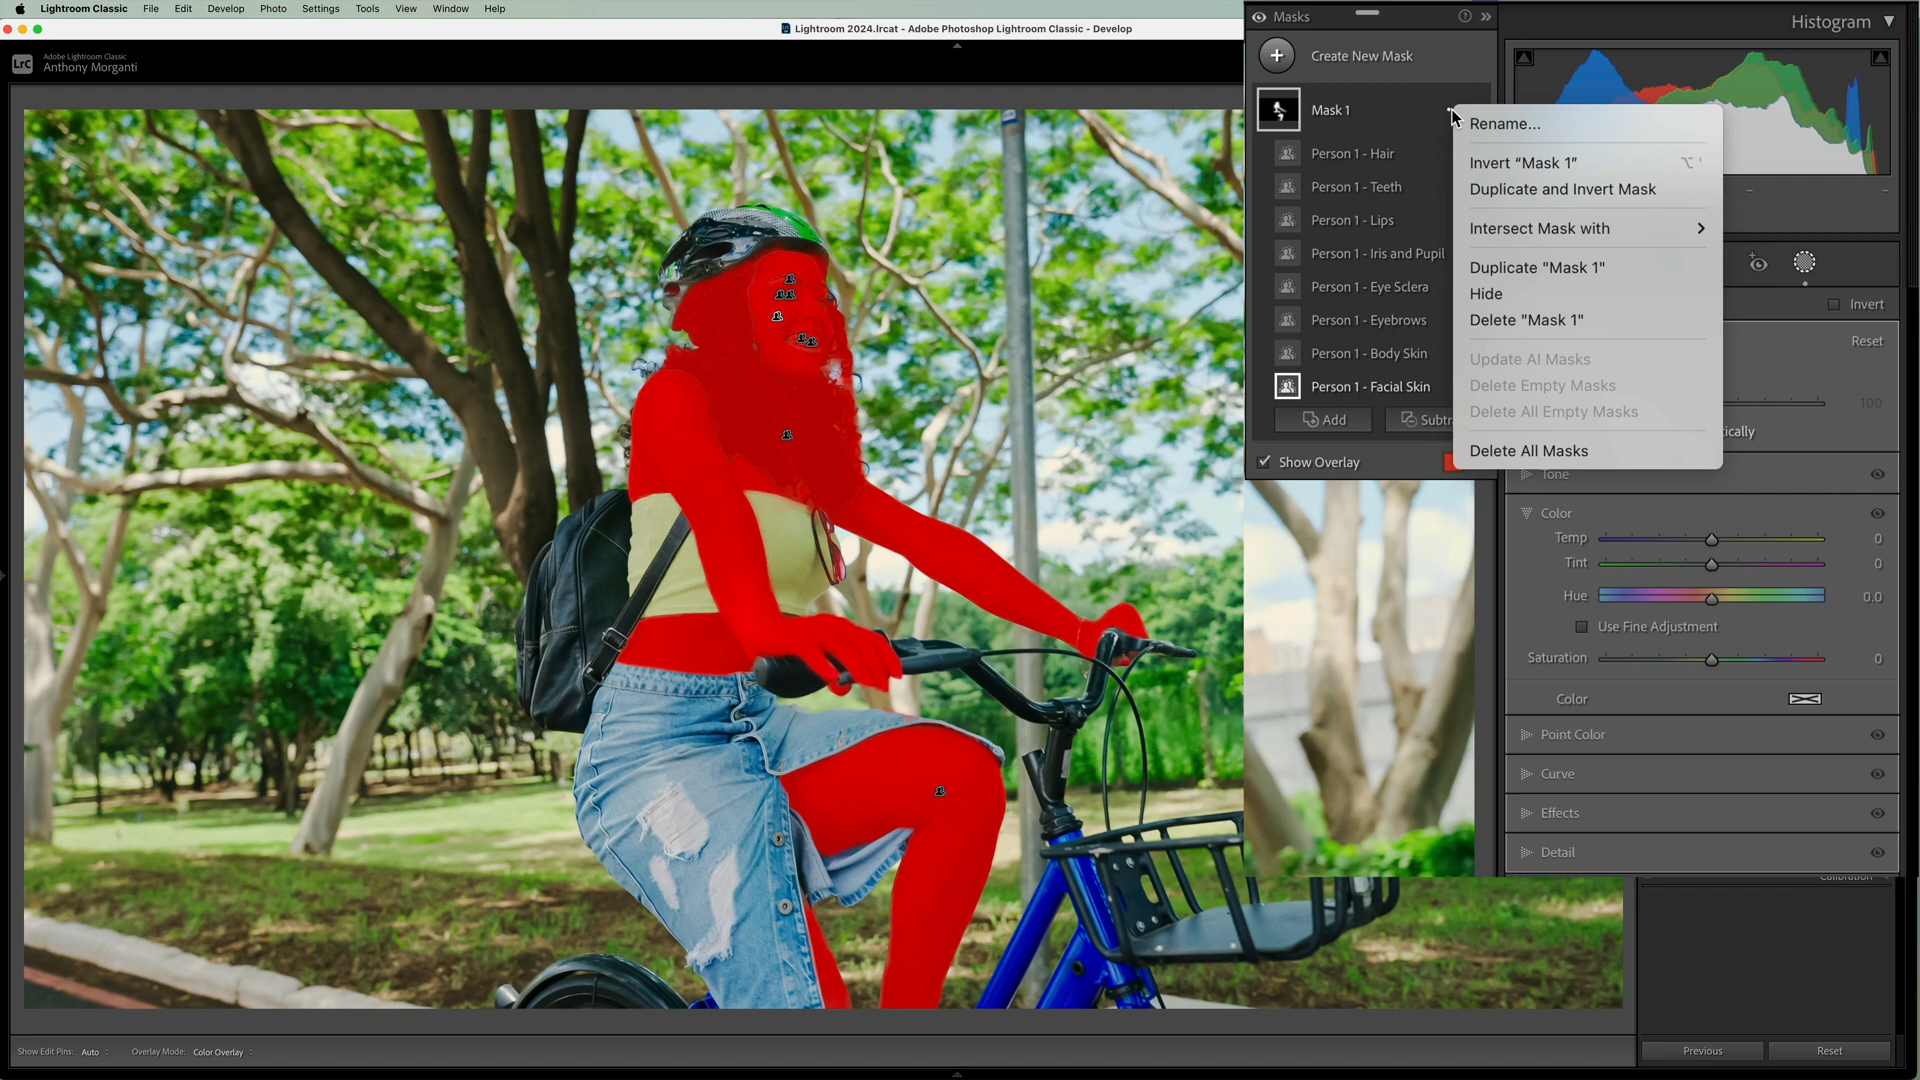 Lightroom Classic File Edit Develop Photo Settings Tools View Window Help
Lightroom 2024.lrcat - Adobe Photoshop Lightroom Classic - Develop
LrC
Adobe Lightroom Classic
Anthony Morganti
Masks
Create New Mask
Mask 1
Person 1 - Hair
Person 1 - Teeth
Person 1 - Lips
Person 1 - Iris and Pupil
Person 1 - Eye Sclera
Person 1 - Eyebrows
Person 1 - Body Skin
Person 1 - Facial Skin
Add Subtr
Show Overlay
Rename...
Invert “Mask 1” ⌥ '
Duplicate and Invert Mask
Intersect Mask with
Duplicate "Mask 1"
Hide
Delete "Mask 1"
Update AI Masks
Delete Empty Masks
Delete All Empty Masks
Delete All Masks
Histogram
Invert
Reset
100
ically
Tone
Color
Temp 0
Tint 0
Hue 0.0
Use Fine Adjustment
Saturation 0
Color
Point Color
Curve
Effects
Detail
Calibration
Previous Reset
Show Edit Pins: Auto Overlay Mode: Color Overlay